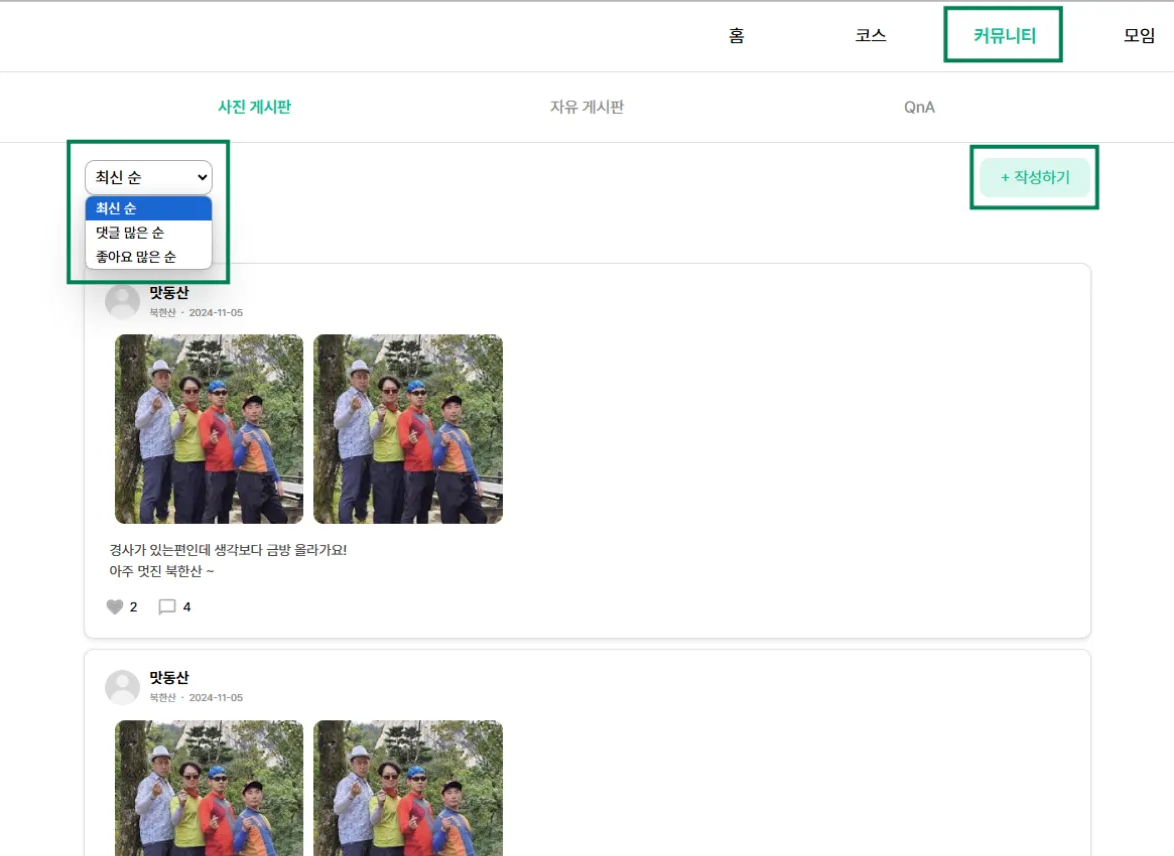 홈 코스 커뮤니티 모임
사진 게시판 자유 게시판 QnA
최신 순
+ 작성하기
최신 순
댓글 많은 순
좋아요 많은 순
맛동산
북한산 · 2024-11-05
경사가 있는편인데 생각보다 금방 올라가요!
아주 멋진 북한산 ~
2 4
맛동산
북한산 · 2024-11-05